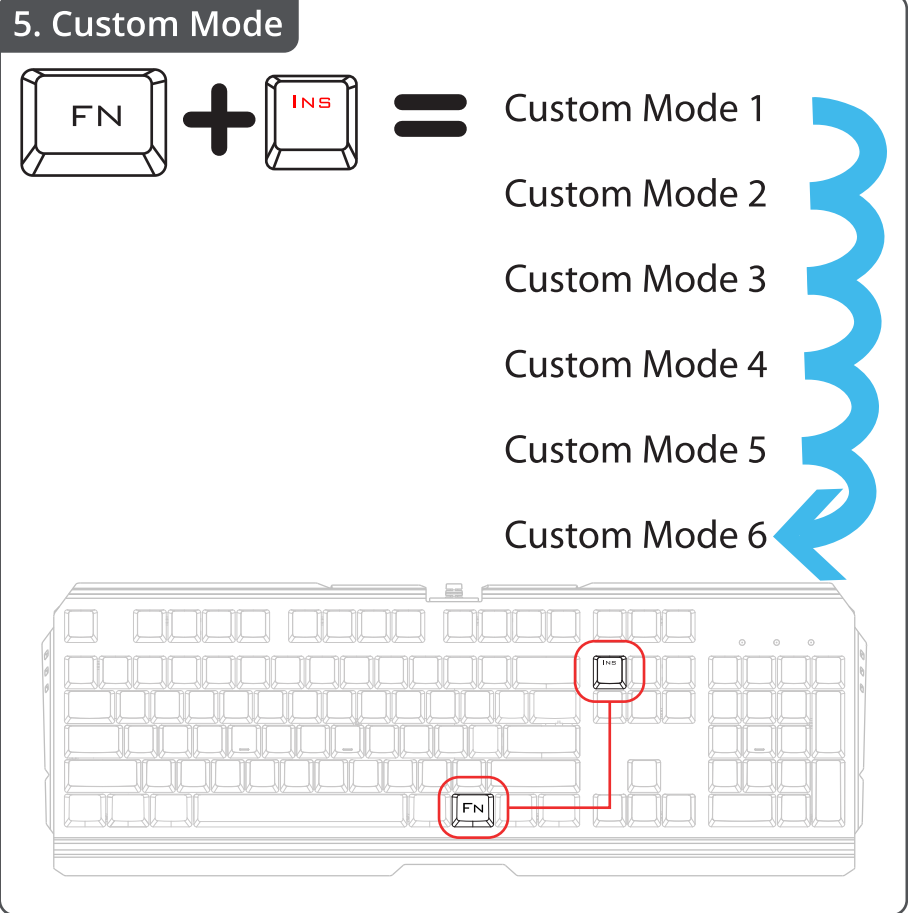 5. Custom Mode
FN + INS = Custom Mode 1
Custom Mode 2
Custom Mode 3
Custom Mode 4
Custom Mode 5
Custom Mode 6
INS
FN